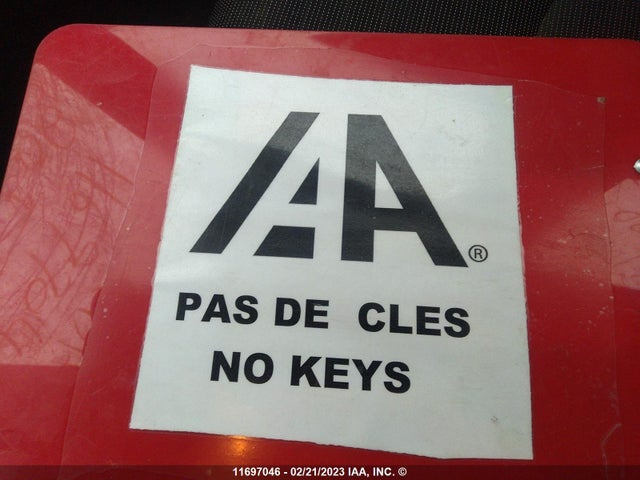 IAA®
PAS DE CLES
NO KEYS
11697046 - 02/21/2023 IAA, INC. ©